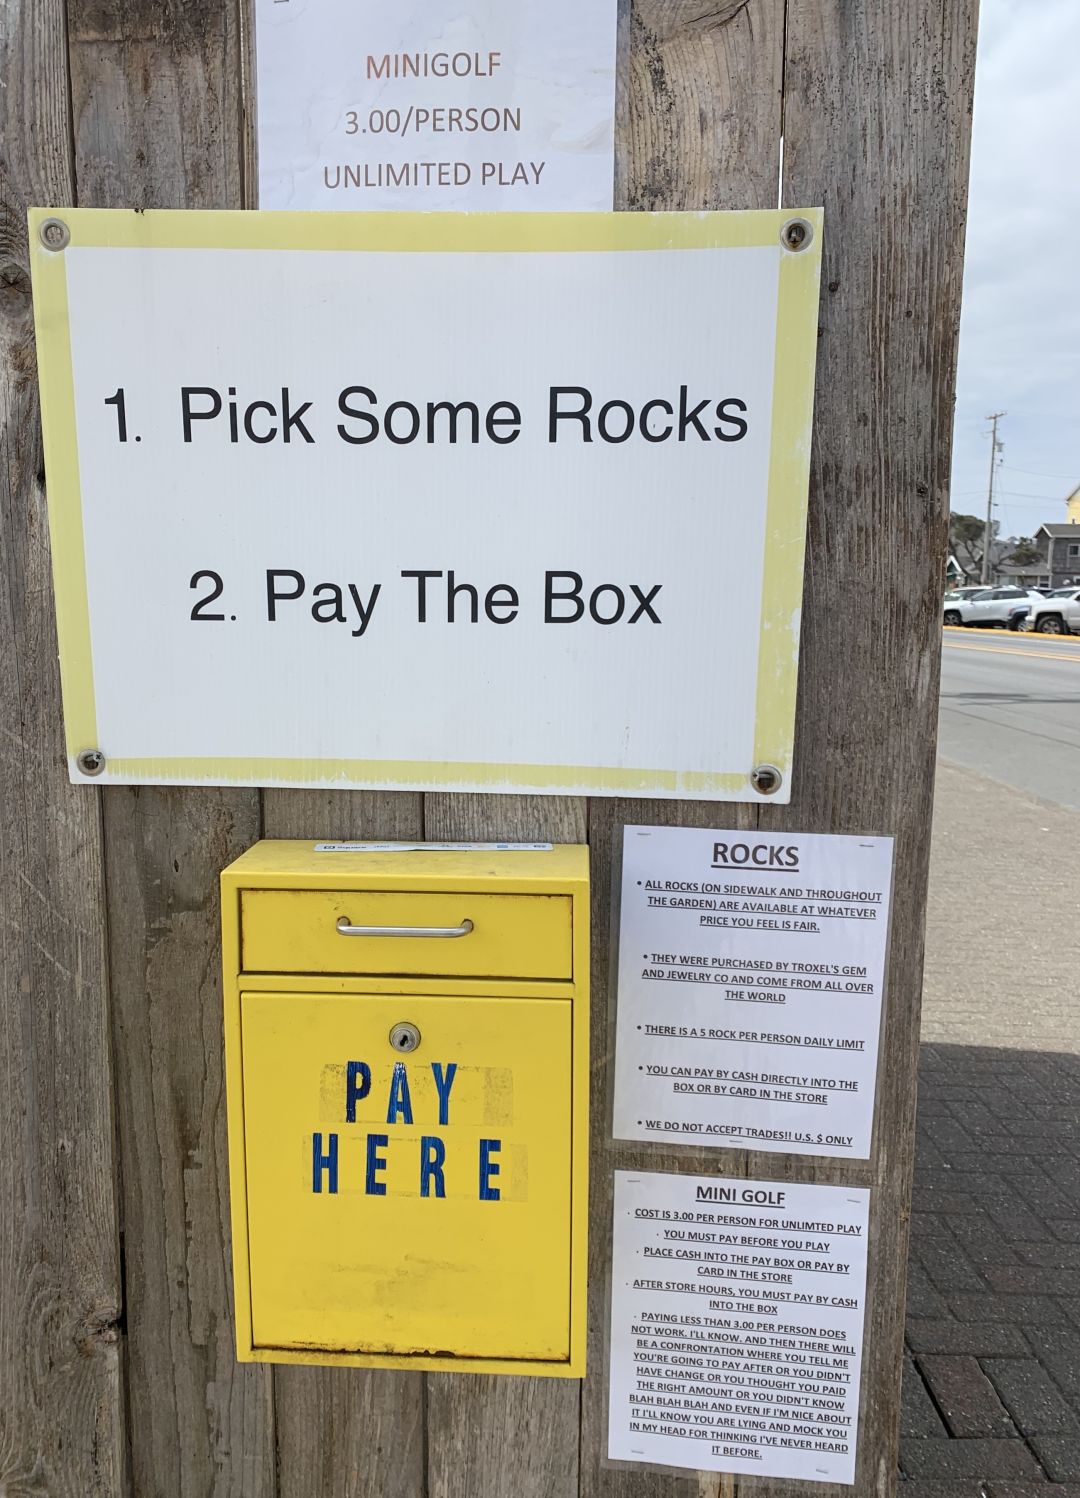 MINIGOLF
3.00/PERSON
UNLIMITED PLAY
1. Pick Some Rocks
2. Pay The Box
PAY
HERE
ROCKS
• ALL ROCKS (ON SIDEWALK AND THROUGHOUT
THE GARDEN) ARE AVAILABLE AT WHATEVER
PRICE YOU FEEL IS FAIR.
• THEY WERE PURCHASED BY TROXEL'S GEM
AND JEWELRY CO AND COME FROM ALL OVER
THE WORLD
• THERE IS A 5 ROCK PER PERSON DAILY LIMIT
• YOU CAN PAY BY CASH DIRECTLY INTO THE
BOX OR BY CARD IN THE STORE
• WE DO NOT ACCEPT TRADES!! U.S. $ ONLY
MINI GOLF
· COST IS 3.00 PER PERSON FOR UNLIMTED PLAY
· YOU MUST PAY BEFORE YOU PLAY
· PLACE CASH INTO THE PAY BOX OR PAY BY
CARD IN THE STORE
· AFTER STORE HOURS, YOU MUST PAY BY CASH
INTO THE BOX
· PAYING LESS THAN 3.00 PER PERSON DOES
NOT WORK. I'LL KNOW. AND THEN THERE WILL
BE A CONFRONTATION WHERE YOU TELL ME
YOU'RE GOING TO PAY AFTER OR YOU DIDN'T
HAVE CHANGE OR YOU THOUGHT YOU PAID
THE RIGHT AMOUNT OR YOU DIDN'T KNOW
BLAH BLAH BLAH AND EVEN IF I'M NICE ABOUT
IT I'LL KNOW YOU ARE LYING AND MOCK YOU
IN MY HEAD FOR THINKING I'VE NEVER HEARD
IT BEFORE.